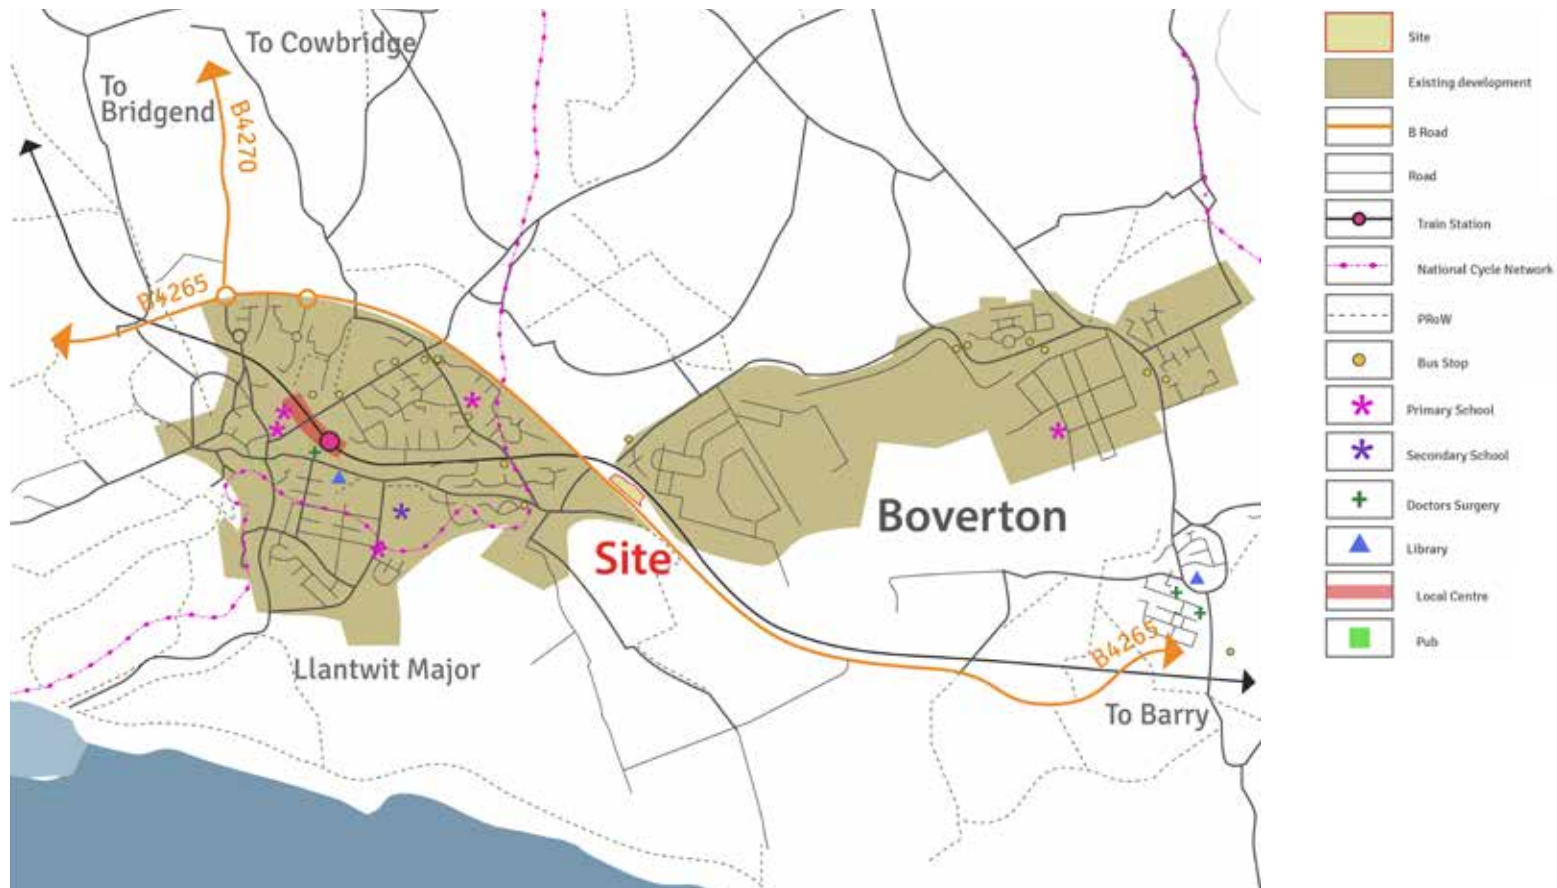 To Cowbridge
To
Bridgend
B4270
B4265
Boverton
Site
Llantwit Major
B4265
To Barry
Site
Existing development
B Road
Road
Train Station
National Cycle Network
PRoW
Bus Stop
Primary School
Secondary School
Doctors Surgery
Library
Local Centre
Pub